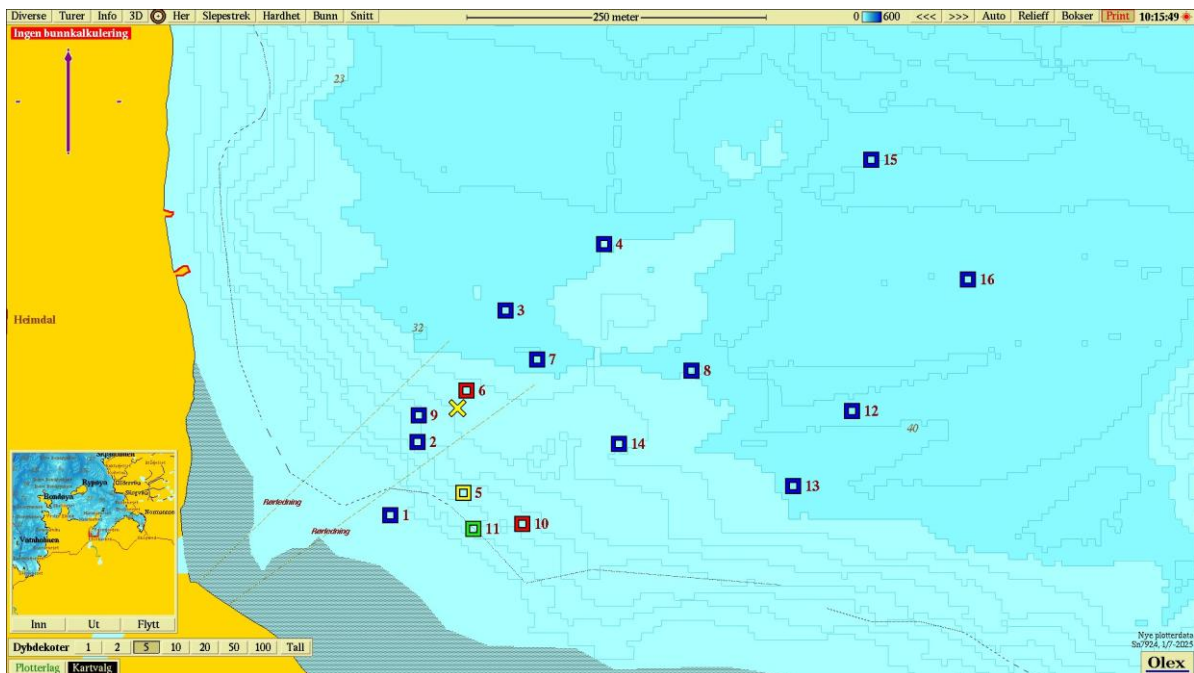 Diverse Turer Info 3D Her Slepestrek Hardhet Bunn Snitt 250 meter 0 600 <<< >>> Auto Relieff Bokser Print 10:15:49
Ingen bunnkalkulering
23
15
4
16
Heimdal
3
32
7
8
6
9
12
40
2
14
5
13
Rørledning
1
10
Rørledning
11
Rypøya
Bondøya
Vatnholmen
Inn Ut Flytt
Nye plotterdata
Sn7924, 1/7-2025
Dybdekoter 1 2 5 10 20 50 100 Tall
Plotterlag Kartvalg
Olex